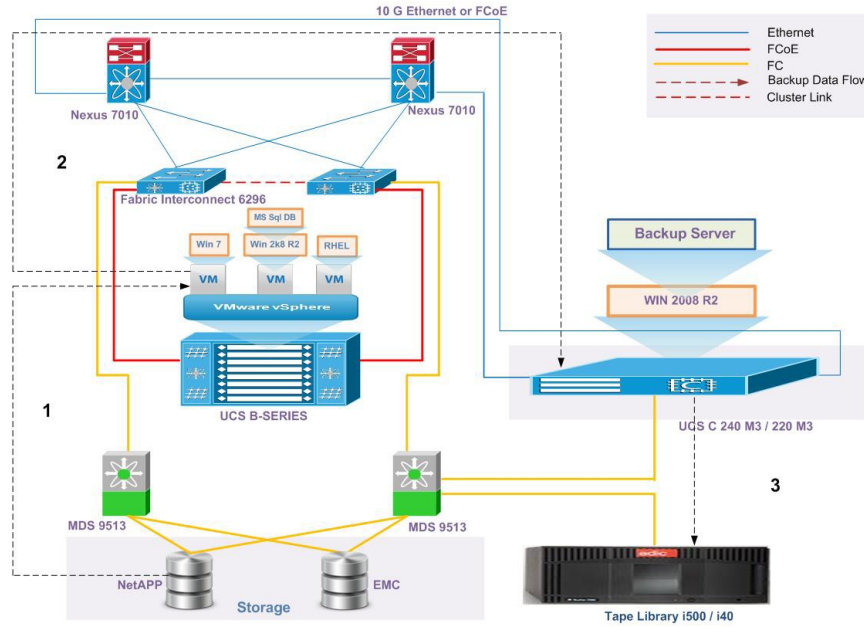 10 G Ethernet or FCoE
Ethernet
FCoE
FC
Backup Data Flow
Cluster Link
Nexus 7010
Nexus 7010
2
Fabric Interconnect 6296
MS Sql DB
Win 7
Win 2k8 R2
RHEL
VM
VM
VM
VMware vSphere
Backup Server
WIN 2008 R2
UCS B-SERIES
UCS C 240 M3 / 220 M3
1
3
MDS 9513
MDS 9513
NetAPP
EMC
Storage
Tape Library i500 / i40